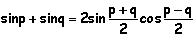 sinp + sinq = 2sin (p + q)/2 cos (p − q)/2